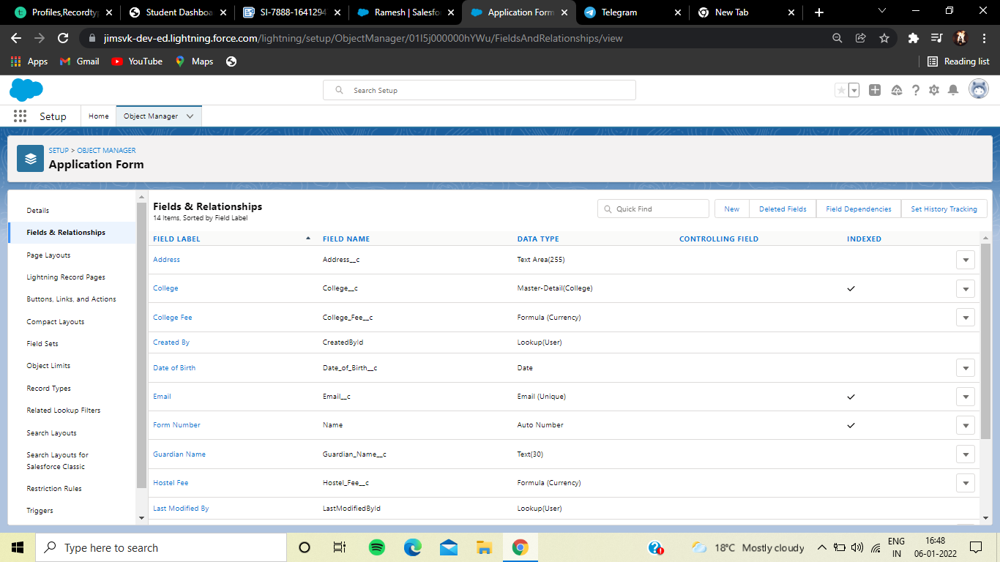 Profiles,Recordtyp
Student Dashboa
SI-7888-1641294
Ramesh | Salesfo
Application Form
Telegram
New Tab
jimsvk-dev-ed.lightning.force.com/lightning/setup/ObjectManager/01I5j000000hYWu/FieldsAndRelationships/view
Apps
Gmail
YouTube
Maps
Reading list
Search Setup
Setup
Home
Object Manager
SETUP > OBJECT MANAGER
Application Form
Details
Fields & Relationships
Page Layouts
Lightning Record Pages
Buttons, Links, and Actions
Compact Layouts
Field Sets
Object Limits
Record Types
Related Lookup Filters
Search Layouts
Search Layouts for
Salesforce Classic
Restriction Rules
Triggers
Fields & Relationships
14 Items, Sorted by Field Label
Quick Find
New
Deleted Fields
Field Dependencies
Set History Tracking
FIELD LABEL FIELD NAME DATA TYPE CONTROLLING FIELD INDEXED
Address Address__c Text Area(255)
College College__c Master-Detail(College)
College Fee College_Fee__c Formula (Currency)
Created By CreatedById Lookup(User)
Date of Birth Date_of_Birth__c Date
Email Email__c Email (Unique)
Form Number Name Auto Number
Guardian Name Guardian_Name__c Text(30)
Hostel Fee Hostel_Fee__c Formula (Currency)
Last Modified By LastModifiedById Lookup(User)
Type here to search
18°C Mostly cloudy
ENG
IN
16:48
06-01-2022